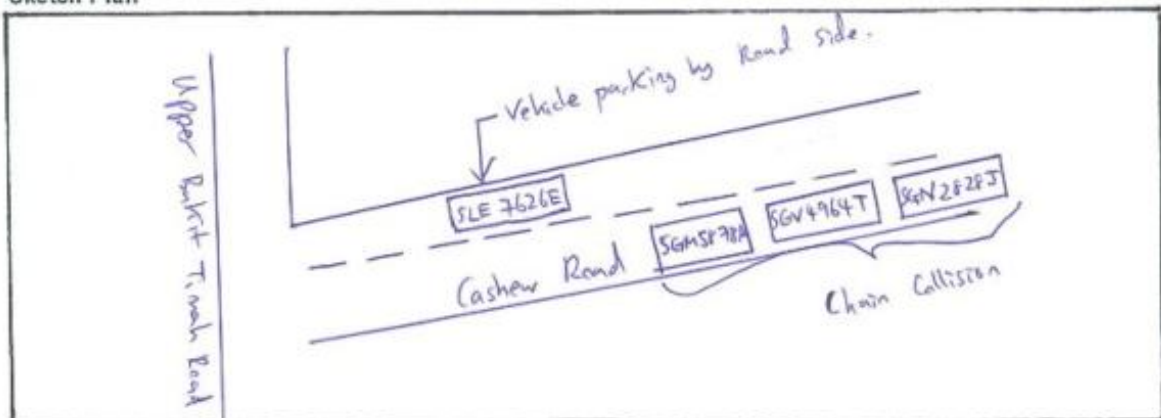 Sketch Plan
Vehicle parking by Road side.
Upper Bukit Timah Road
SLE 7626E
SGM5878A
SGV4964T
SGN2828J
Cashew Road
Chain Collision